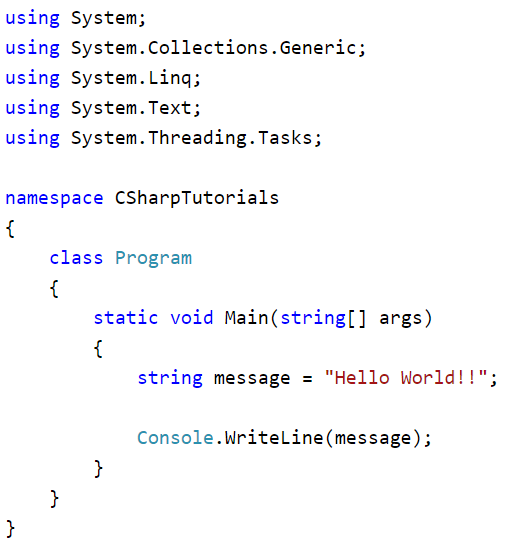 using System;
using System.Collections.Generic;
using System.Linq;
using System.Text;
using System.Threading.Tasks;

namespace CSharpTutorials
{
    class Program
    {
        static void Main(string[] args)
        {
            string message = "Hello World!!";

            Console.WriteLine(message);
        }
    }
}